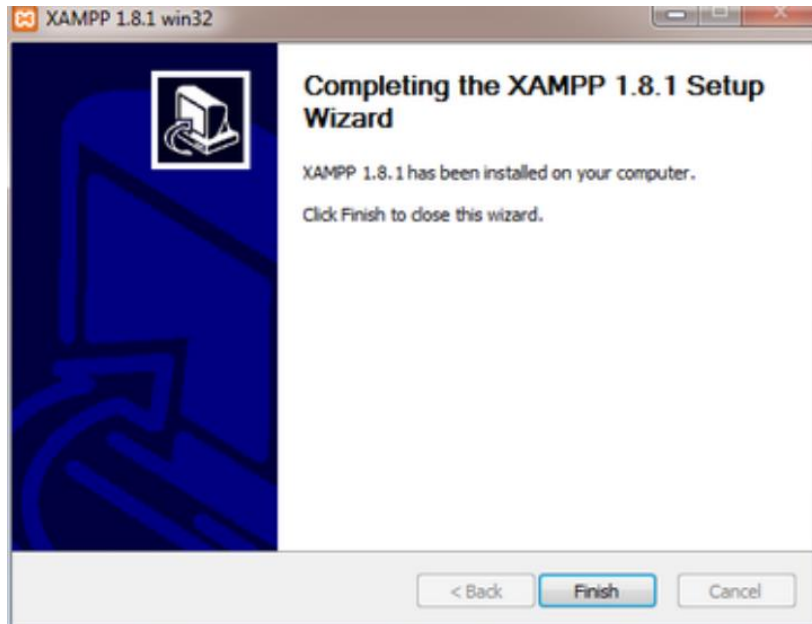 XAMPP 1.8.1 win32
Completing the XAMPP 1.8.1 Setup
Wizard
XAMPP 1.8.1 has been installed on your computer.
Click Finish to close this wizard.
< Back
Finish
Cancel